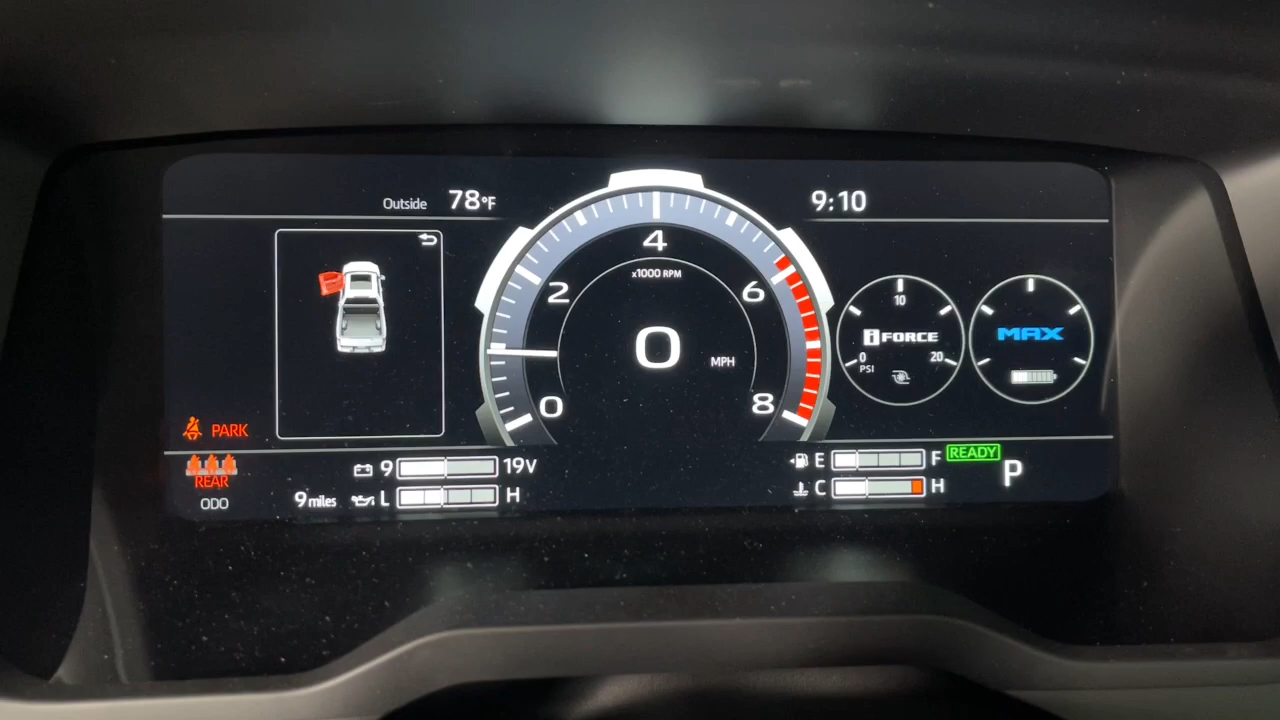 Outside 78°F
9:10
4
x1000 RPM
2
6
10
0 MPH
iFORCE
MAX
0
PSI
20
0
8
PARK
REAR
9 19V
E F
READY
P
ODO 9 miles
L H
C H